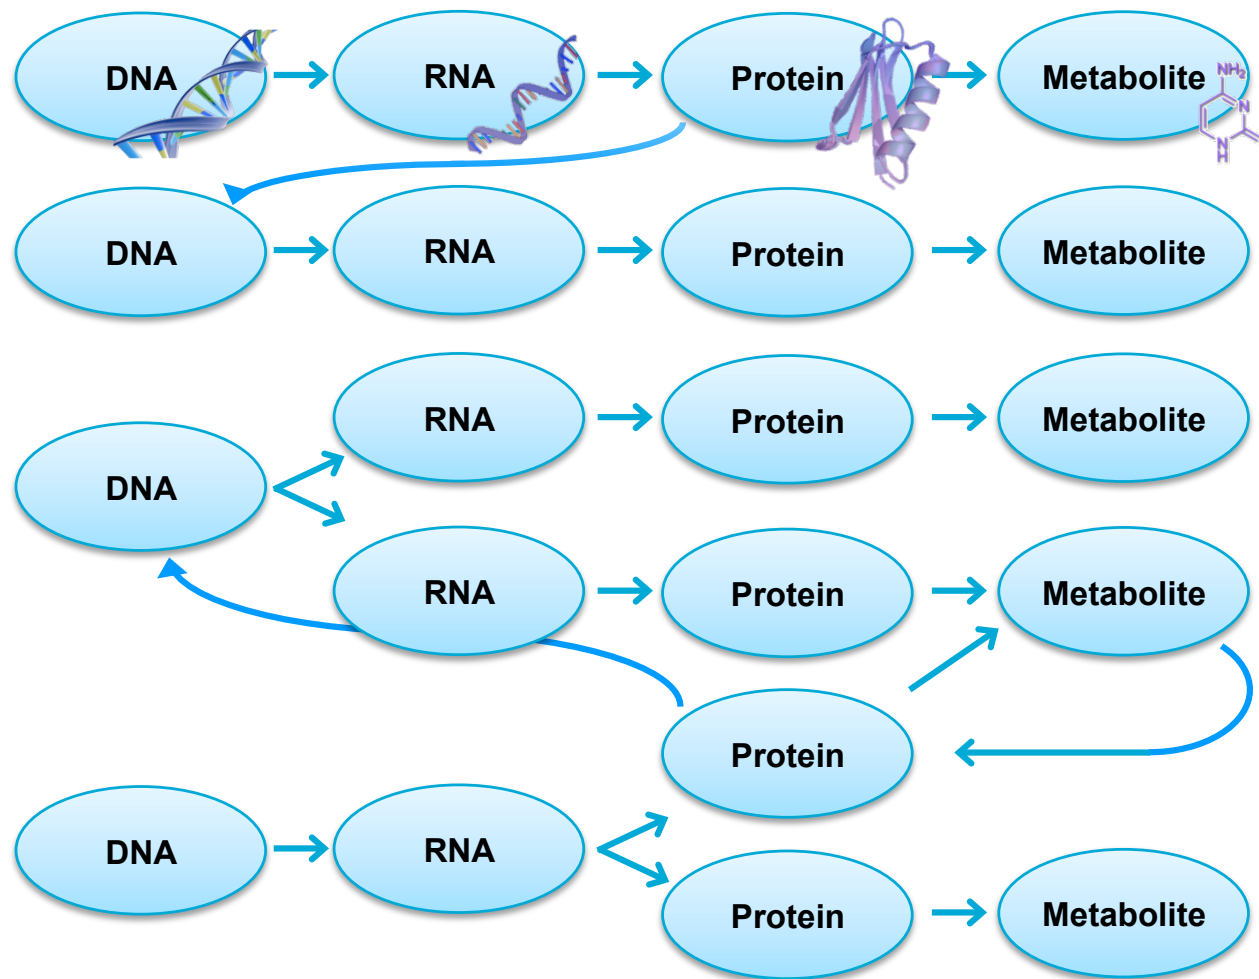 DNA RNA Protein Metabolite
NH₂
N
N
H
DNA RNA Protein Metabolite
RNA Protein Metabolite
DNA
RNA Protein Metabolite
Protein
DNA RNA
Protein Metabolite